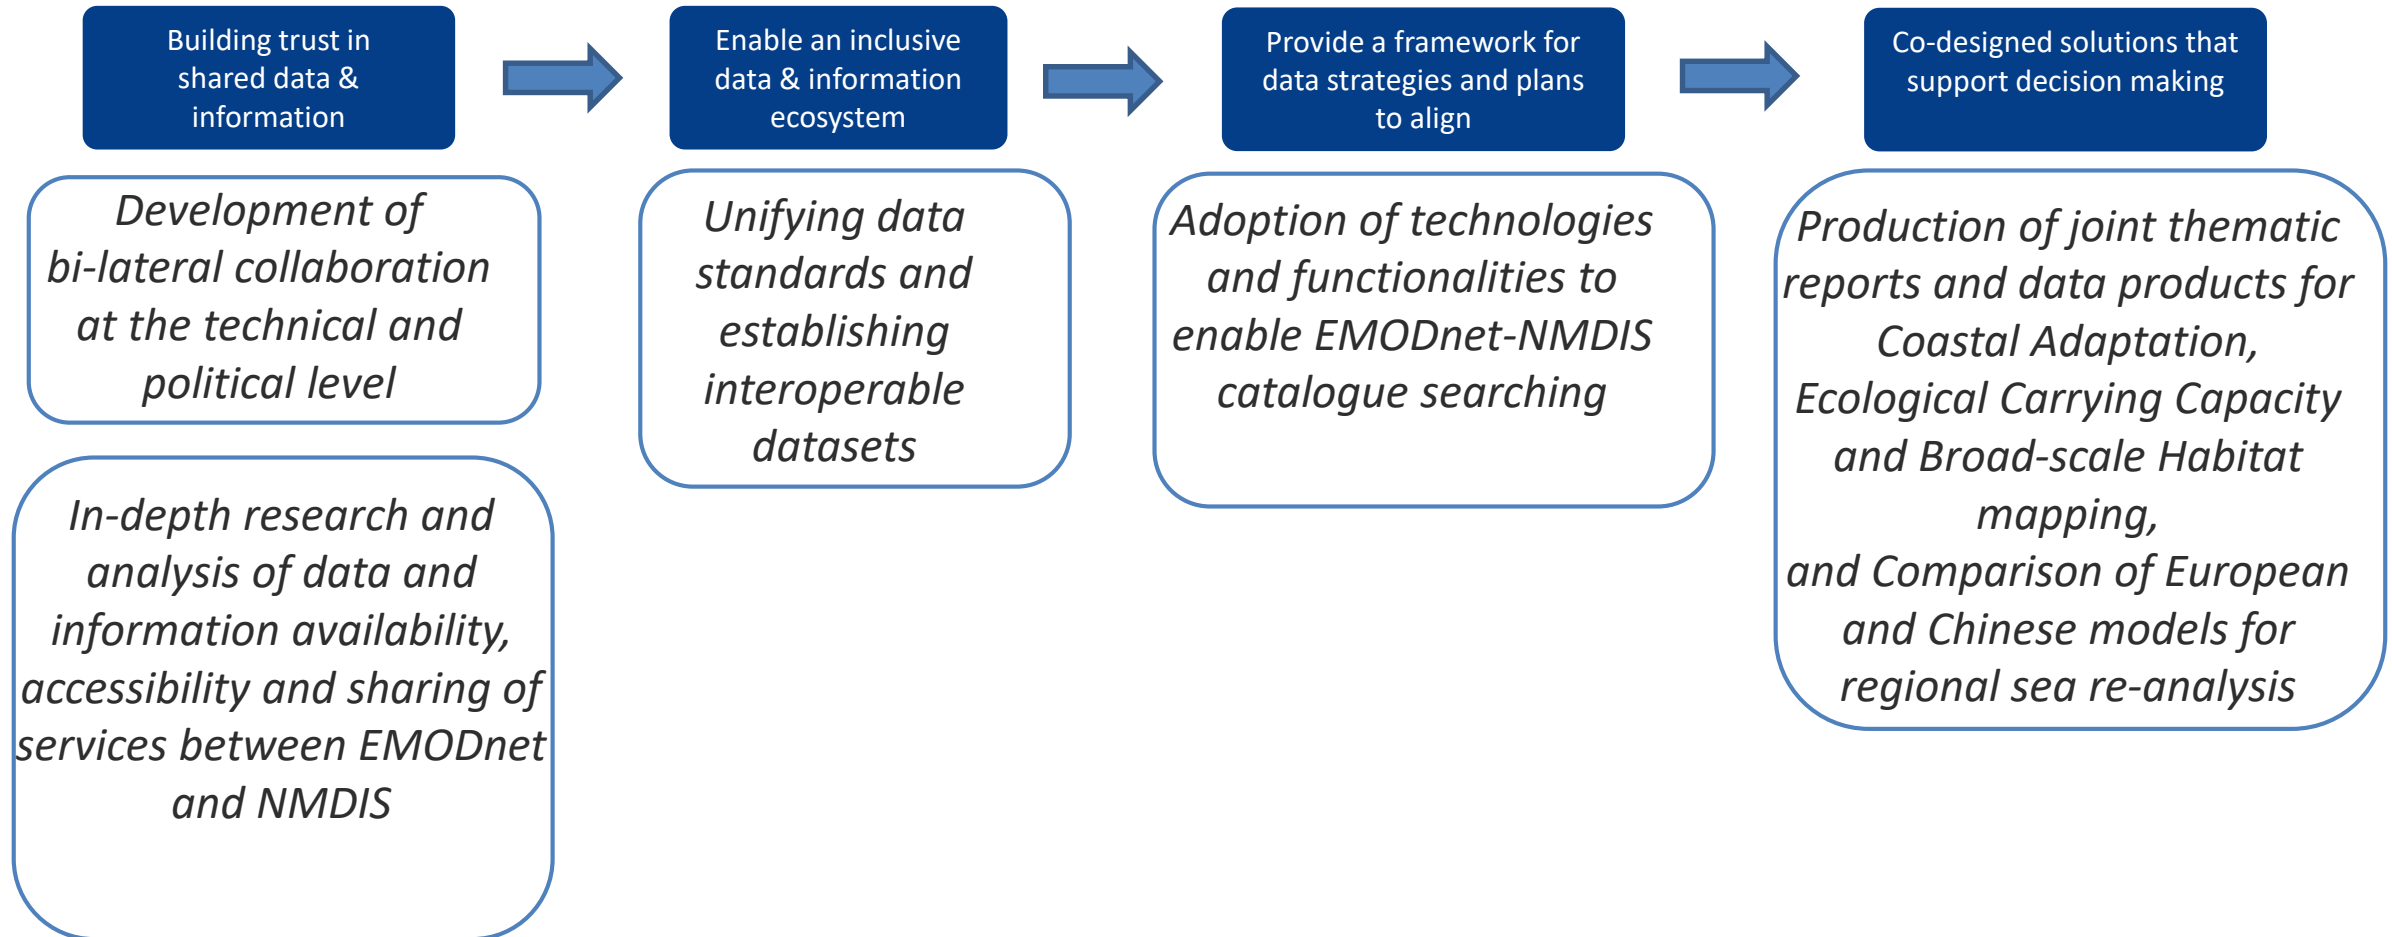 Building trust in
shared data &
information
Enable an inclusive
data & information
ecosystem
Provide a framework for
data strategies and plans
to align
Co-designed solutions that
support decision making
Development of
bi-lateral collaboration
at the technical and
political level
In-depth research and
analysis of data and
information availability,
accessibility and sharing of
services between EMODnet
and NMDIS
Unifying data
standards and
establishing
interoperable
datasets
Adoption of technologies
and functionalities to
enable EMODnet-NMDIS
catalogue searching
Production of joint thematic
reports and data products for
Coastal Adaptation,
Ecological Carrying Capacity
and Broad-scale Habitat
mapping,
and Comparison of European
and Chinese models for
regional sea re-analysis